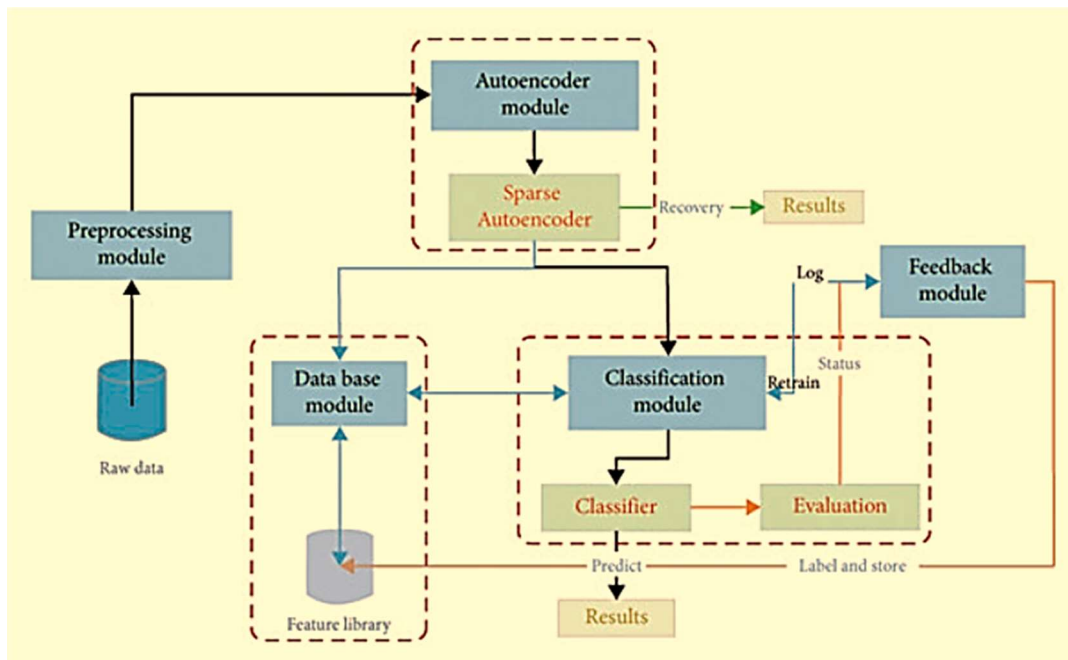 Autoencoder
module
Sparse
Autoencoder
Recovery
Results
Preprocessing
module
Log
Feedback
module
Raw data
Data base
module
Classification
module
Retrain
Status
Classifier
Evaluation
Predict
Label and store
Feature library
Results